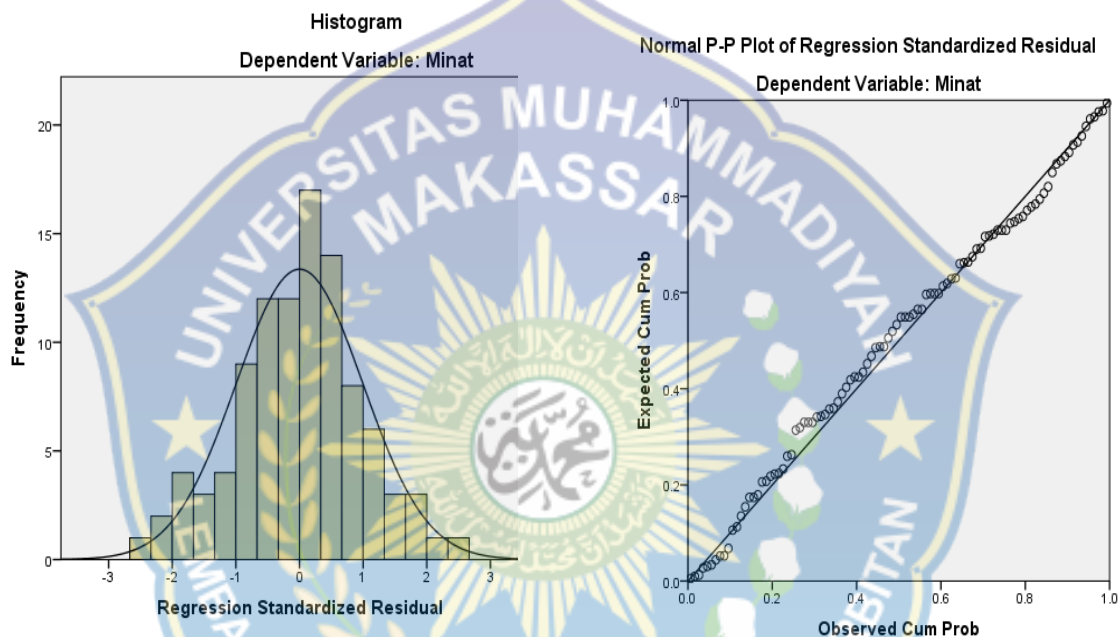 Histogram
Dependent Variable: Minat
Frequency
20
15
10
5
0
-3 -2 -1 0 1 2 3
Regression Standardized Residual
Normal P-P Plot of Regression Standardized Residual
Dependent Variable: Minat
Expected Cum Prob
1.0
0.8
0.6
0.4
0.2
0.0
0.0 0.2 0.4 0.6 0.8 1.0
Observed Cum Prob
UNIVERSITAS MUHAMMADIYAH
MAKASSAR
محمد